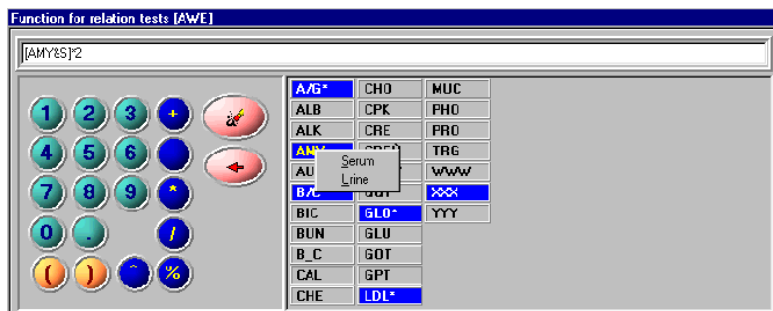 Function for relation tests [AWE]
[AMY%S]*2
1 2 3 +
4 5 6
7 8 9 *
0 . /
( ) ^ %
A/G* CHO MUC
ALB CPK PHO
ALK CRE PRO
AMY TRG
Serum
Urine
AU WWW
B/C XXX
BIC GLO* YYY
BUN GLU
B_C GOT
CAL GPT
CHE LDL*